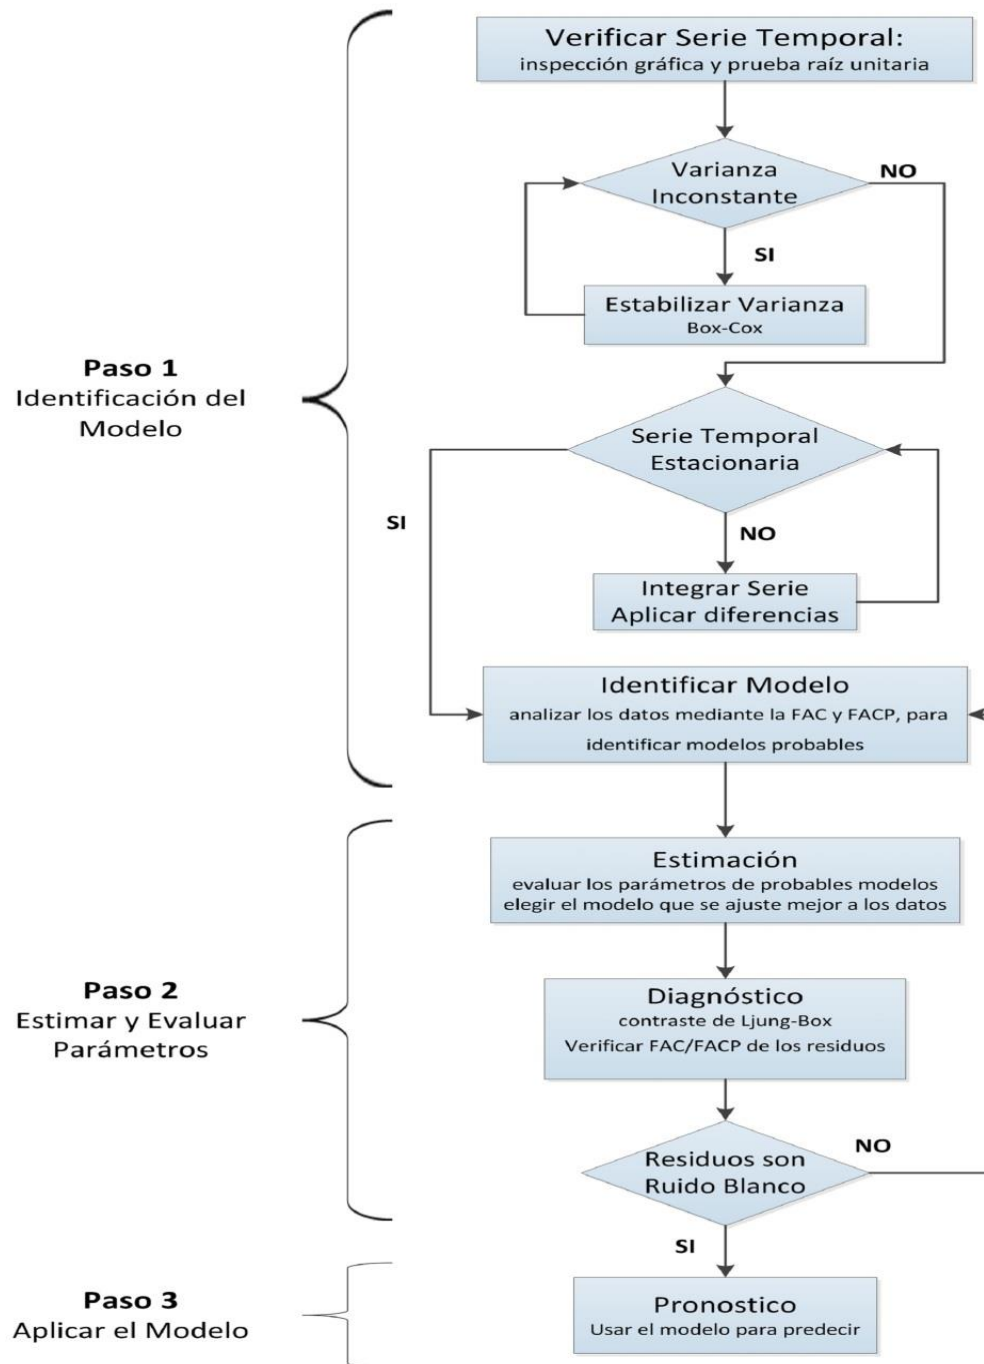 Verificar Serie Temporal:
inspección gráfica y prueba raíz unitaria
Varianza
Inconstante
NO
SI
Estabilizar Varianza
Box-Cox
Paso 1
Identificación del
Modelo
Serie Temporal
Estacionaria
SI
NO
Integrar Serie
Aplicar diferencias
Identificar Modelo
analizar los datos mediante la FAC y FACP, para
identificar modelos probables
Estimación
evaluar los parámetros de probables modelos
elegir el modelo que se ajuste mejor a los datos
Paso 2
Estimar y Evaluar
Parámetros
Diagnóstico
contraste de Ljung-Box
Verificar FAC/FACP de los residuos
Residuos son
Ruido Blanco
NO
SI
Paso 3
Aplicar el Modelo
Pronostico
Usar el modelo para predecir